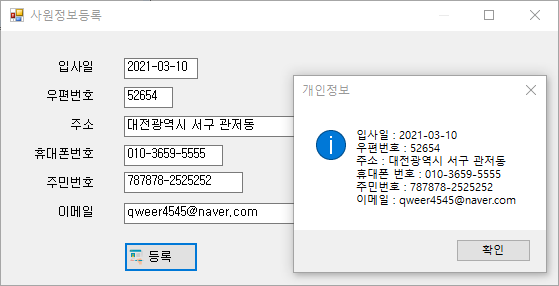 사원정보등록
입사일 2021-03-10
우편번호 52654
주소 대전광역시 서구 관저동
휴대폰번호 010-3659-5555
주민번호 787878-2525252
이메일 qweer4545@naver.com
등록
개인정보
입사일 : 2021-03-10
우편번호 : 52654
주소 : 대전광역시 서구 관저동
휴대폰 번호 : 010-3659-5555
주민번호 : 787878-2525252
이메일 : qweer4545@naver.com
확인